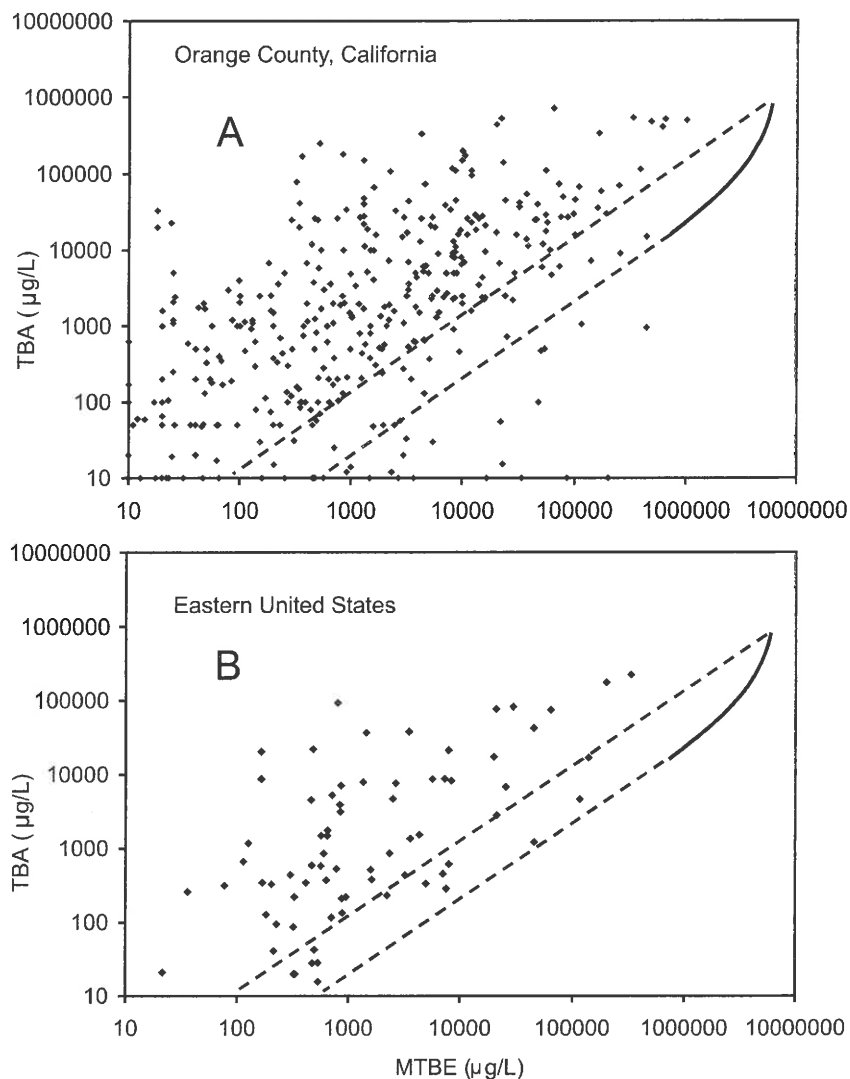 10000000
Orange County, California
1000000
A
100000
10000
TBA ( µg/L)
1000
100
10
10 100 1000 10000 100000 1000000 10000000
10000000
Eastern United States
1000000
B
100000
10000
TBA ( µg/L)
1000
100
10
10 100 1000 10000 100000 1000000 10000000
MTBE (µg/L)